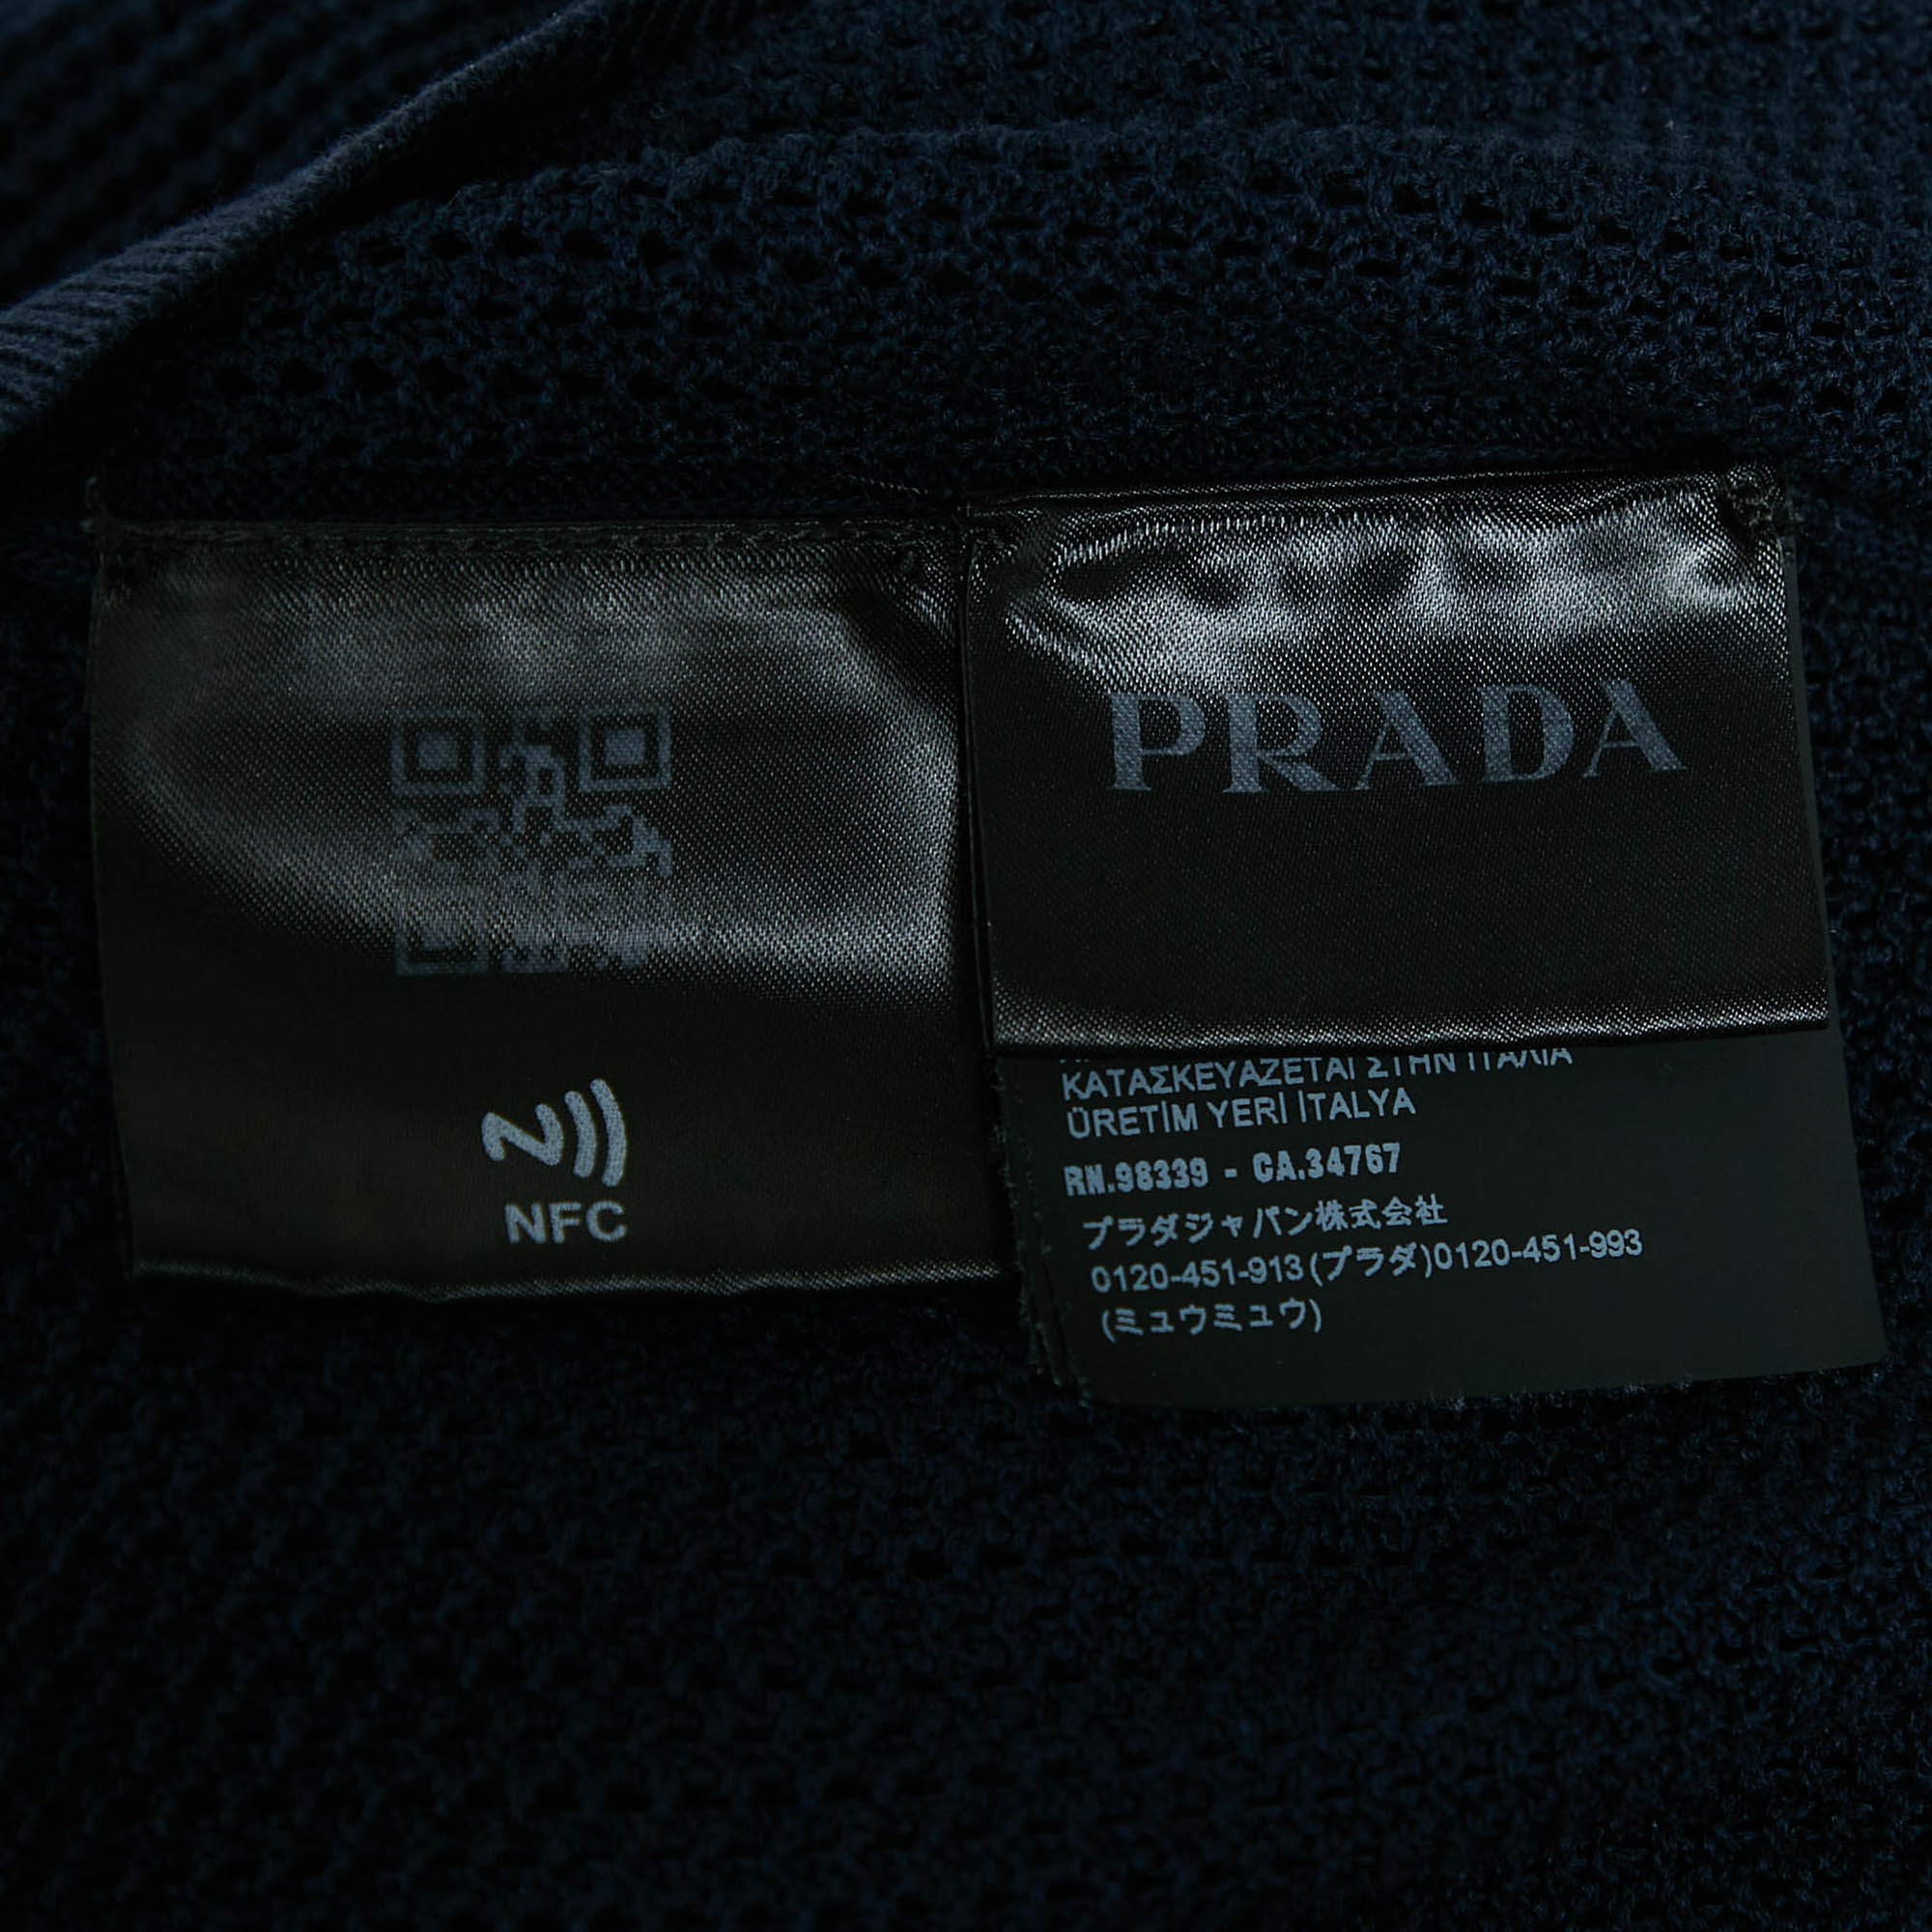 NFC
PRADA
ΚΑΤΑΣΚΕΥΑΖΕΤΑΙ ΣΤΗΝ ΙΤΑΛΙΑ
ÜRETİM YERİ İTALYA
RN.98339 - CA.34767
プラダジャパン株式会社
0120-451-913(プラダ)0120-451-993
(ミュウミュウ)